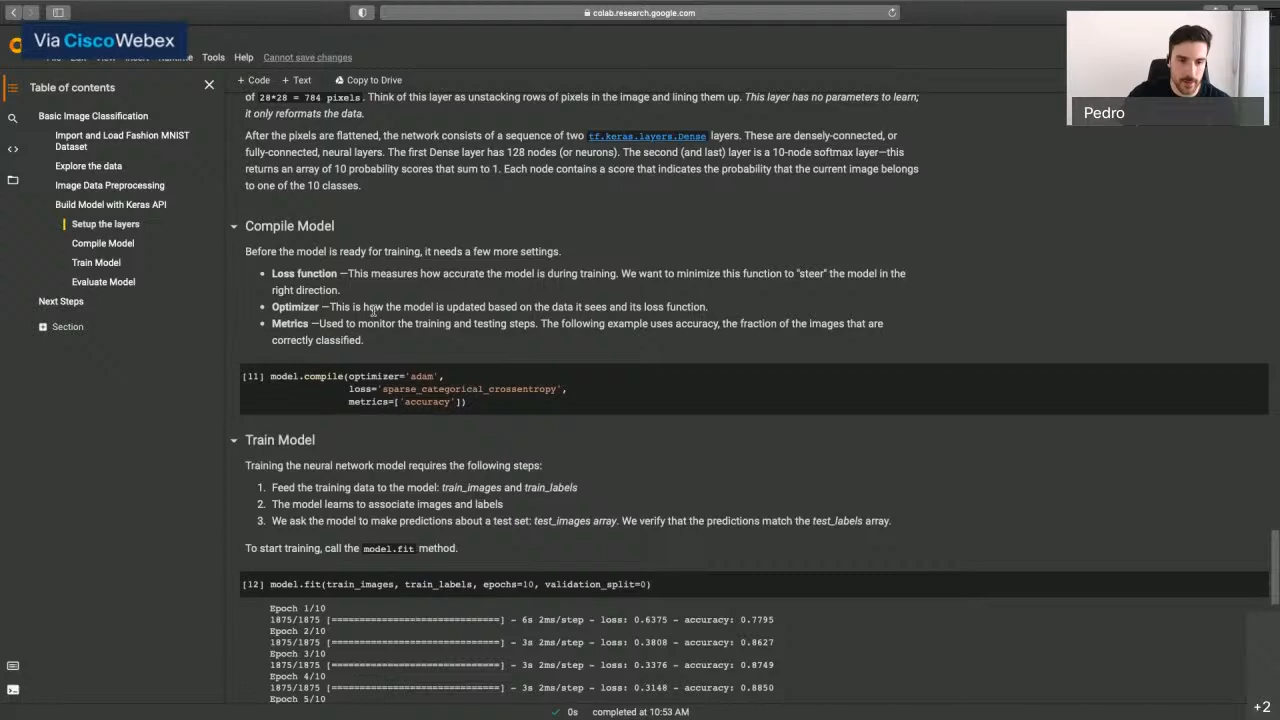 colab.research.google.com
Via CiscoWebex
Tools Help Cannot save changes
Pedro
Table of contents
+ Code + Text Copy to Drive
Basic Image Classification
Import and Load Fashion MNIST
Dataset
Explore the data
Image Data Preprocessing
Build Model with Keras API
Setup the layers
Compile Model
Train Model
Evaluate Model
Next Steps
Section
of 28*28 = 784 pixels. Think of this layer as unstacking rows of pixels in the image and lining them up. This layer has no parameters to learn;
it only reformats the data.
After the pixels are flattened, the network consists of a sequence of two tf.keras.layers.Dense layers. These are densely-connected, or
fully-connected, neural layers. The first Dense layer has 128 nodes (or neurons). The second (and last) layer is a 10-node softmax layer—this
returns an array of 10 probability scores that sum to 1. Each node contains a score that indicates the probability that the current image belongs
to one of the 10 classes.
Compile Model
Before the model is ready for training, it needs a few more settings.
• Loss function —This measures how accurate the model is during training. We want to minimize this function to "steer" the model in the
right direction.
• Optimizer —This is how the model is updated based on the data it sees and its loss function.
• Metrics —Used to monitor the training and testing steps. The following example uses accuracy, the fraction of the images that are
correctly classified.
[11] model.compile(optimizer='adam',
loss='sparse_categorical_crossentropy',
metrics=['accuracy'])
Train Model
Training the neural network model requires the following steps:
1. Feed the training data to the model: train_images and train_labels
2. The model learns to associate images and labels
3. We ask the model to make predictions about a test set: test_images array. We verify that the predictions match the test_labels array.
To start training, call the model.fit method.
[12] model.fit(train_images, train_labels, epochs=10, validation_split=0)
Epoch 1/10
1875/1875 [==============================] - 6s 2ms/step - loss: 0.6375 - accuracy: 0.7795
Epoch 2/10
1875/1875 [==============================] - 3s 2ms/step - loss: 0.3808 - accuracy: 0.8627
Epoch 3/10
1875/1875 [==============================] - 3s 2ms/step - loss: 0.3376 - accuracy: 0.8749
Epoch 4/10
1875/1875 [==============================] - 3s 2ms/step - loss: 0.3148 - accuracy: 0.8850
Epoch 5/10
0s completed at 10:53 AM
+2